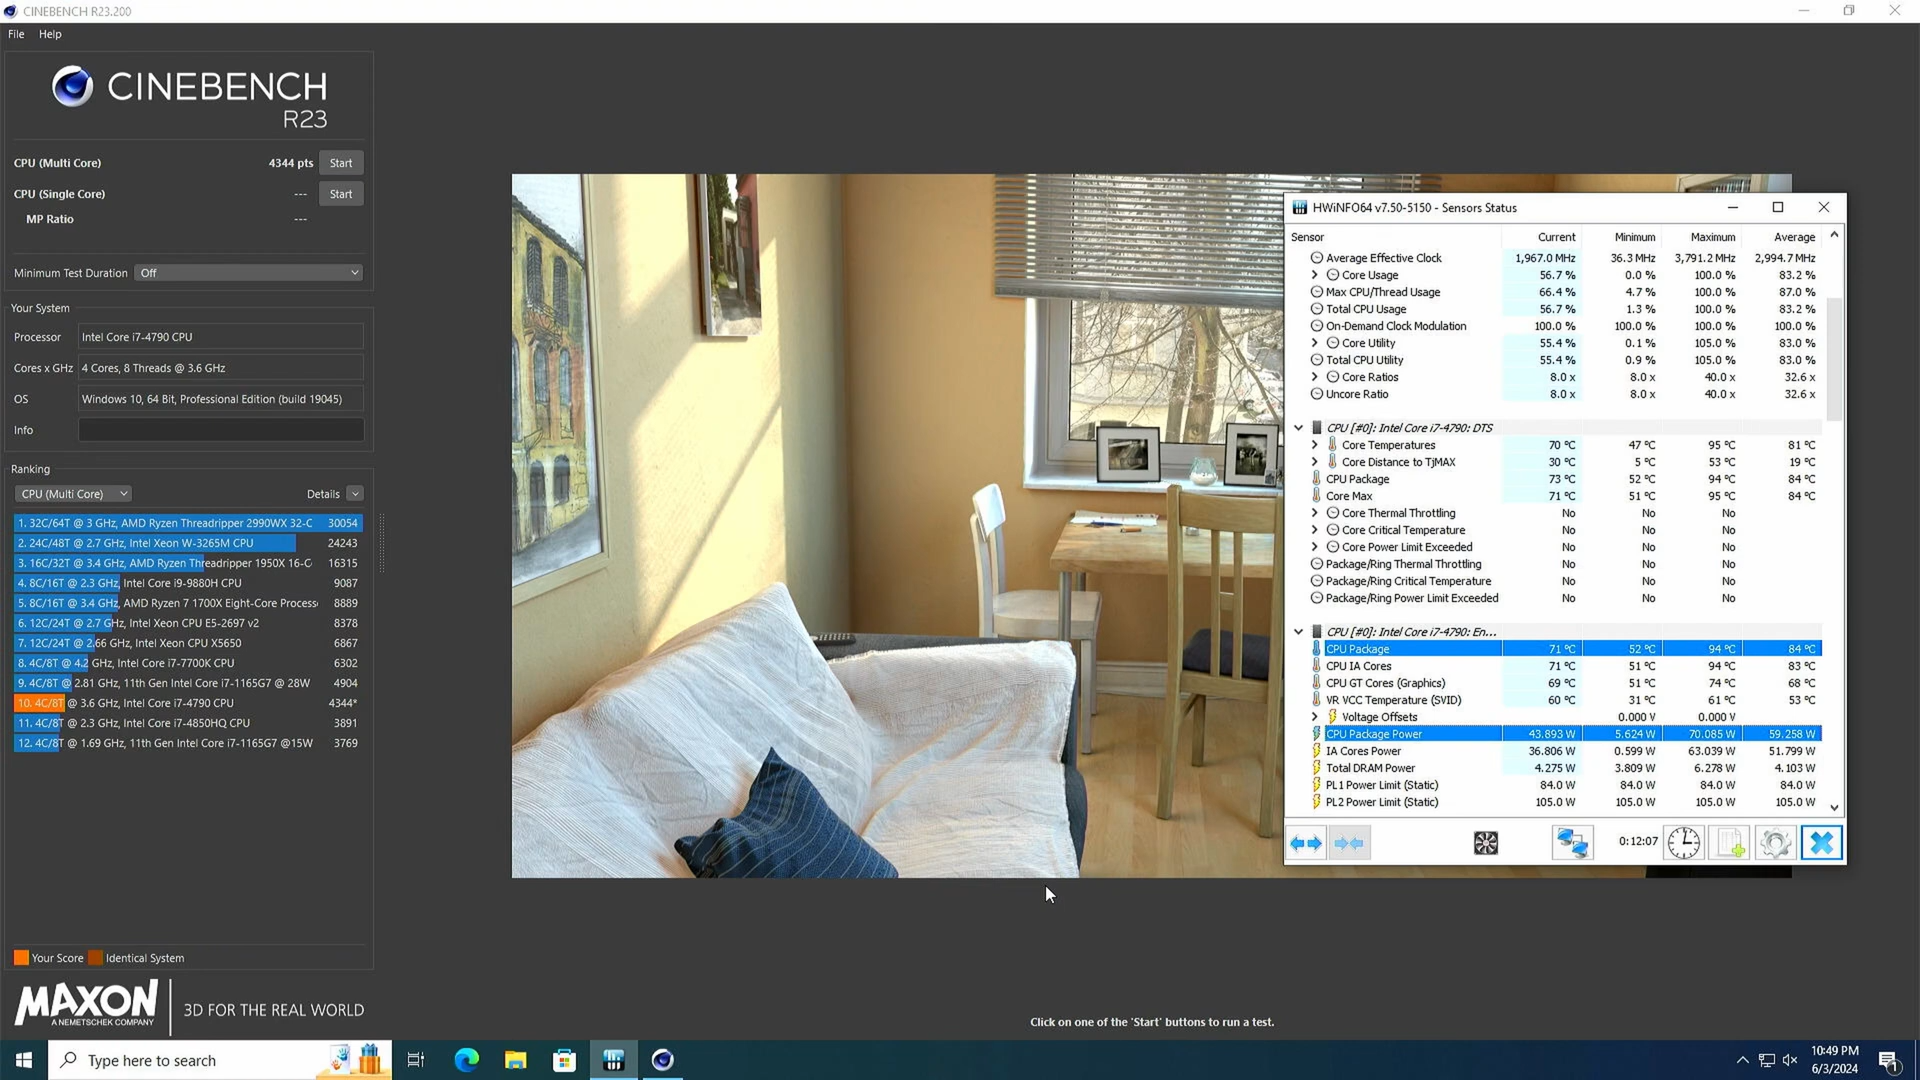 CINEBENCH R23.200
File Help
CINEBENCH
R23
CPU (Multi Core) 4344 pts Start
CPU (Single Core) --- Start
MP Ratio ---
Minimum Test Duration Off
Your System
Processor Intel Core i7-4790 CPU
Cores x GHz 4 Cores, 8 Threads @ 3.6 GHz
OS Windows 10, 64 Bit, Professional Edition (build 19045)
Info
Ranking
CPU (Multi Core) Details
1. 32C/64T @ 3 GHz, AMD Ryzen Threadripper 2990WX 32-C 30054
2. 24C/48T @ 2.7 GHz, Intel Xeon W-3265M CPU 24243
3. 16C/32T @ 3.4 GHz, AMD Ryzen Threadripper 1950X 16-C 16315
4. 8C/16T @ 2.3 GHz, Intel Core i9-9880H CPU 9087
5. 8C/16T @ 3.4 GHz, AMD Ryzen 7 1700X Eight-Core Process 8889
6. 12C/24T @ 2.7 GHz, Intel Xeon CPU E5-2697 v2 8378
7. 12C/24T @ 2.66 GHz, Intel Xeon CPU X5650 6867
8. 4C/8T @ 4.2 GHz, Intel Core i7-7700K CPU 6302
9. 4C/8T @ 2.81 GHz, 11th Gen Intel Core i7-1165G7 @ 28W 4904
10. 4C/8T @ 3.6 GHz, Intel Core i7-4790 CPU 4344*
11. 4C/8T @ 2.3 GHz, Intel Core i7-4850HQ CPU 3891
12. 4C/8T @ 1.69 GHz, 11th Gen Intel Core i7-1165G7 @15W 3769
Your Score Identical System
MAXON
A NEMETSCHEK COMPANY
3D FOR THE REAL WORLD
Click on one of the 'Start' buttons to run a test.
HWiNFO64 v7.50-5150 - Sensors Status
Sensor Current Minimum Maximum Average
Average Effective Clock 1,967.0 MHz 36.3 MHz 3,791.2 MHz 2,994.7 MHz
Core Usage 56.7 % 0.0 % 100.0 % 83.2 %
Max CPU/Thread Usage 66.4 % 4.7 % 100.0 % 87.0 %
Total CPU Usage 56.7 % 1.3 % 100.0 % 83.2 %
On-Demand Clock Modulation 100.0 % 100.0 % 100.0 % 100.0 %
Core Utility 55.4 % 0.1 % 105.0 % 83.0 %
Total CPU Utility 55.4 % 0.9 % 105.0 % 83.0 %
Core Ratios 8.0 x 8.0 x 40.0 x 32.6 x
Uncore Ratio 8.0 x 8.0 x 40.0 x 32.6 x
CPU [#0]: Intel Core i7-4790: DTS
Core Temperatures 70 °C 47 °C 95 °C 81 °C
Core Distance to TjMAX 30 °C 5 °C 53 °C 19 °C
CPU Package 73 °C 52 °C 94 °C 84 °C
Core Max 71 °C 51 °C 95 °C 84 °C
Core Thermal Throttling No No No
Core Critical Temperature No No No
Core Power Limit Exceeded No No No
Package/Ring Thermal Throttling No No No
Package/Ring Critical Temperature No No No
Package/Ring Power Limit Exceeded No No No
CPU [#0]: Intel Core i7-4790: En...
CPU Package 71 °C 52 °C 94 °C 84 °C
CPU IA Cores 71 °C 51 °C 94 °C 83 °C
CPU GT Cores (Graphics) 69 °C 51 °C 74 °C 68 °C
VR VCC Temperature (SVID) 60 °C 31 °C 61 °C 53 °C
Voltage Offsets 0.000 V 0.000 V
CPU Package Power 43.893 W 5.624 W 70.085 W 59.258 W
IA Cores Power 36.806 W 0.599 W 63.039 W 51.799 W
Total DRAM Power 4.275 W 3.809 W 6.278 W 4.103 W
PL1 Power Limit (Static) 84.0 W 84.0 W 84.0 W 84.0 W
PL2 Power Limit (Static) 105.0 W 105.0 W 105.0 W 105.0 W
0:12:07
Type here to search
10:49 PM
6/3/2024
1